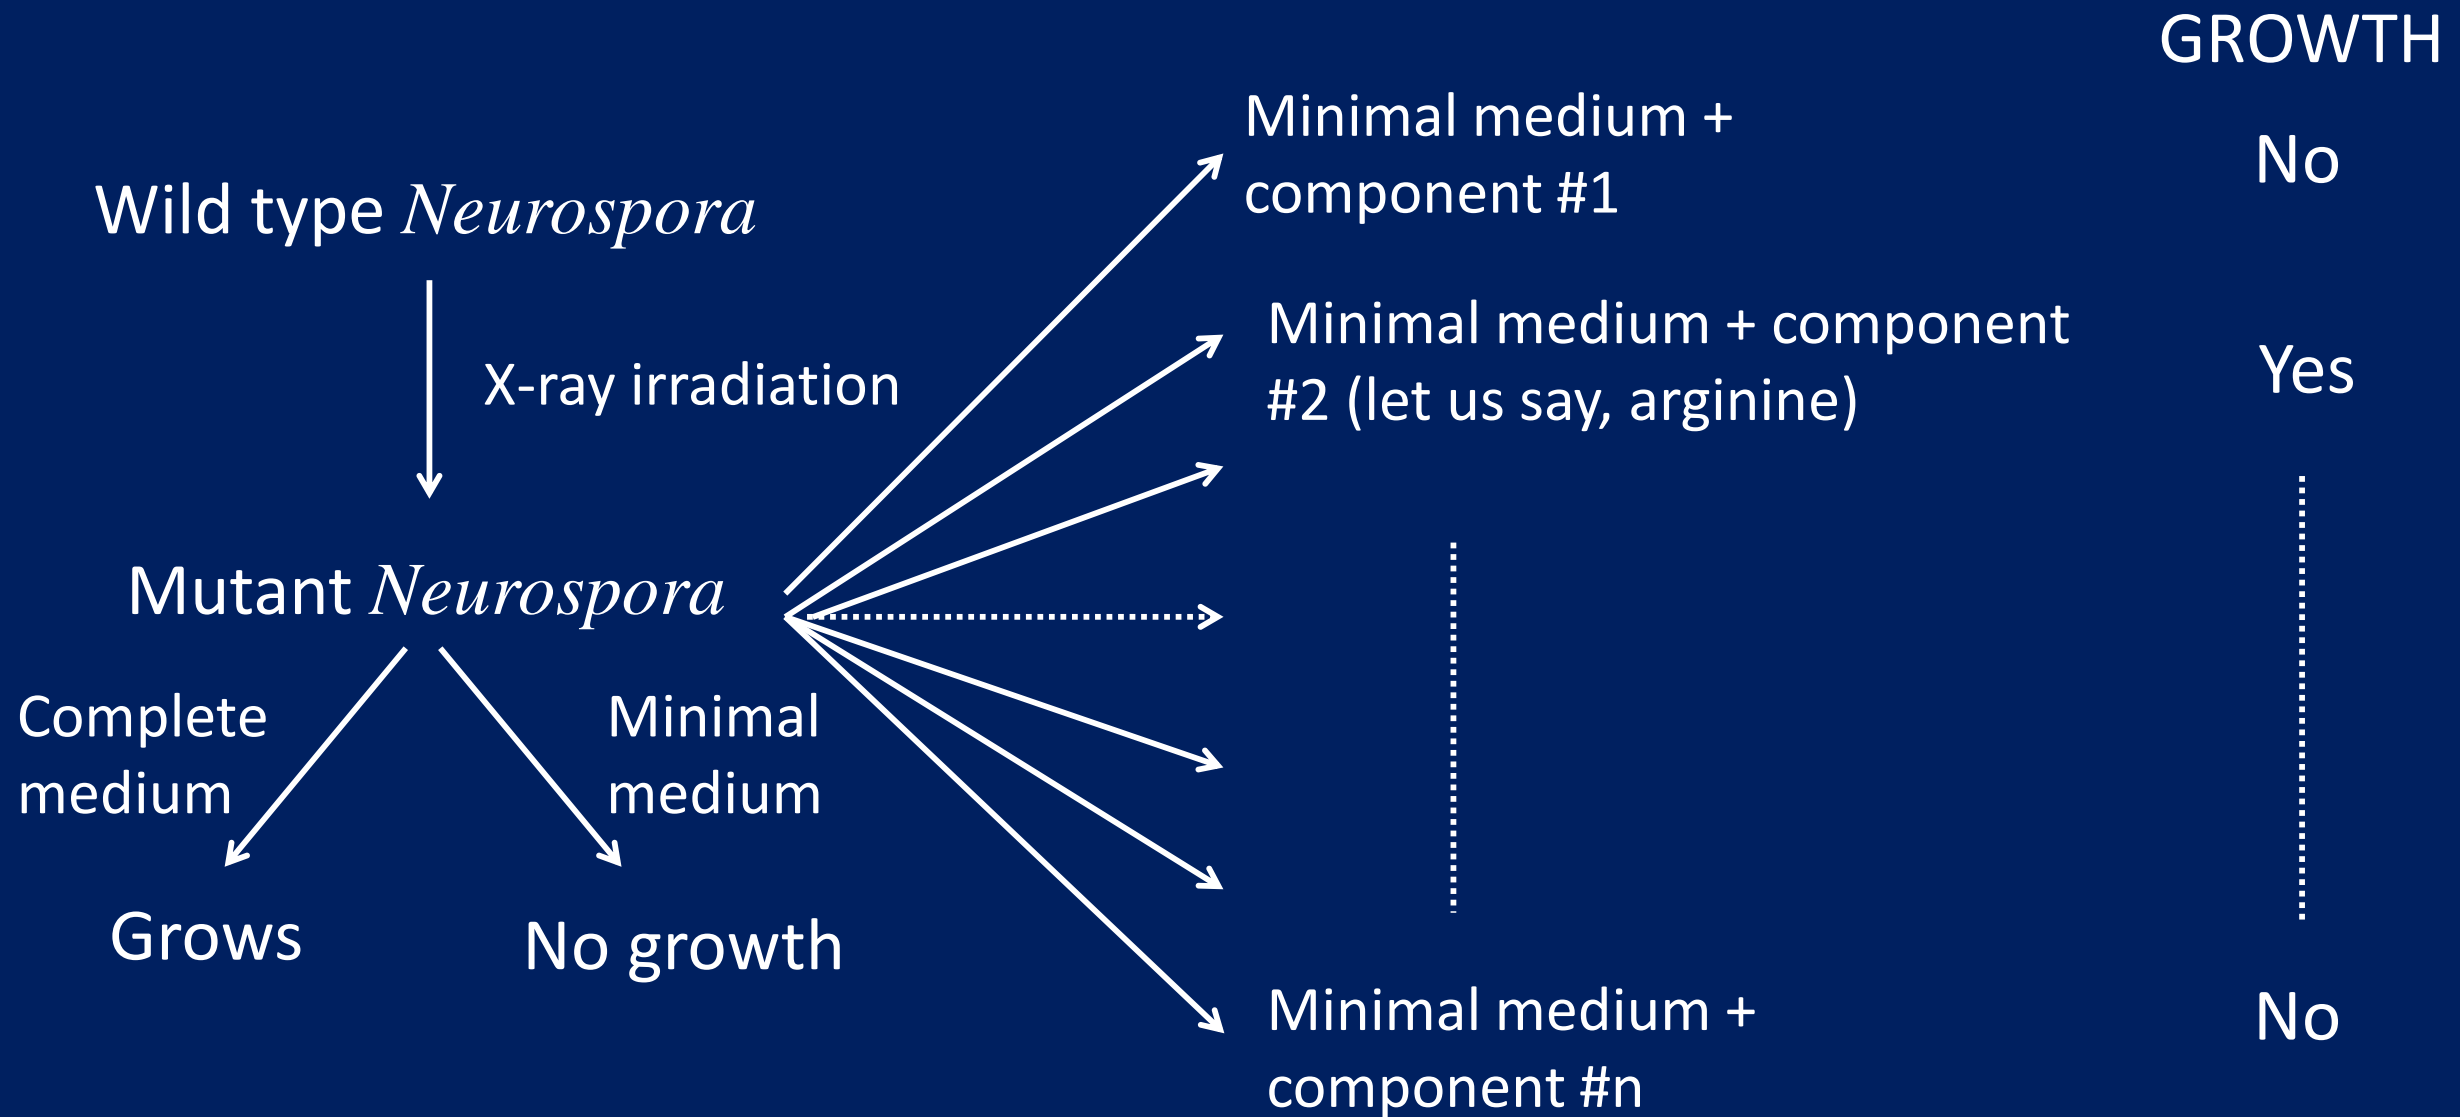 GROWTH
Minimal medium +
component #1
No
Wild type Neurospora
Minimal medium + component
#2 (let us say, arginine)
Yes
X-ray irradiation
Mutant Neurospora
Complete
medium
Minimal
medium
Grows
No growth
Minimal medium +
component #n
No